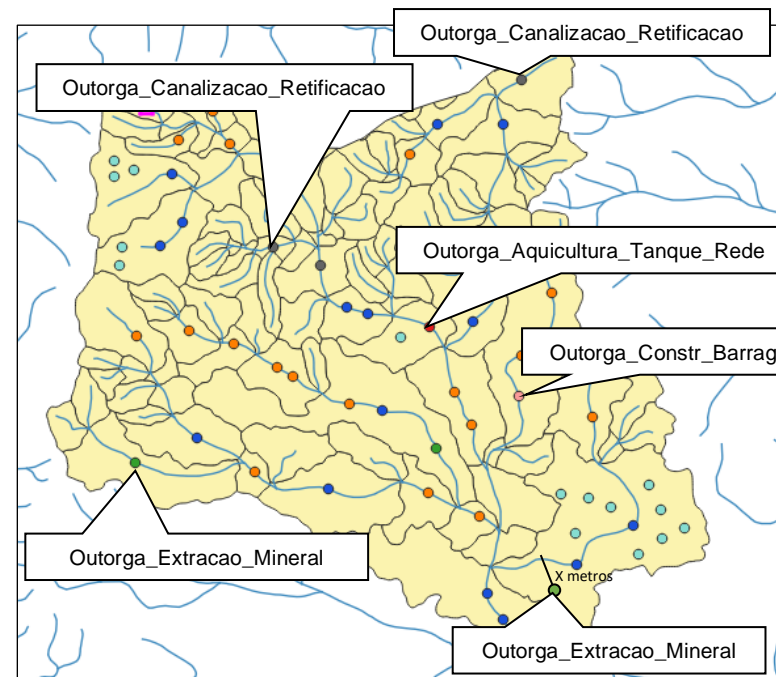 Outorga_Canalizacao_Retificacao
Outorga_Canalizacao_Retificacao
Outorga_Aquicultura_Tanque_Rede
Outorga_Constr_Barrag
Outorga_Extracao_Mineral
X metros
Outorga_Extracao_Mineral